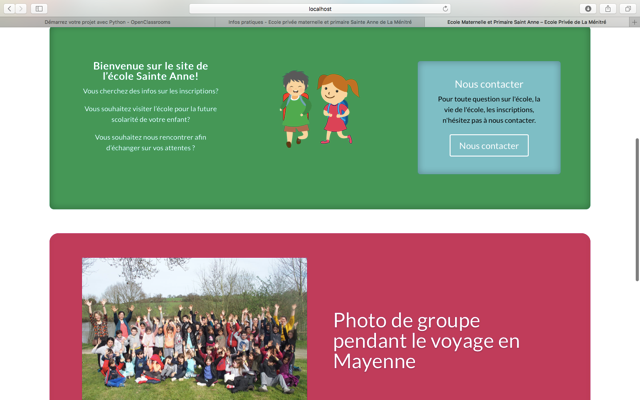 localhost
Démarrez votre projet avec Python - OpenClassrooms
Infos pratiques - Ecole privée maternelle et primaire Sainte Anne de La Ménitré
Ecole Maternelle et Primaire Saint Anne – Ecole Privée de La Ménitré
Bienvenue sur le site de
l'école Sainte Anne!
Vous cherchez des infos sur les inscriptions?
Vous souhaitez visiter l'école pour la future
scolarité de votre enfant?
Vous souhaitez nous rencontrer afin
d'échanger sur vos attentes ?
Nous contacter
Pour toute question sur l'école, la
vie de l'école, les inscriptions,
n'hésitez pas à nous contacter.
Nous contacter
Photo de groupe
pendant le voyage en
Mayenne